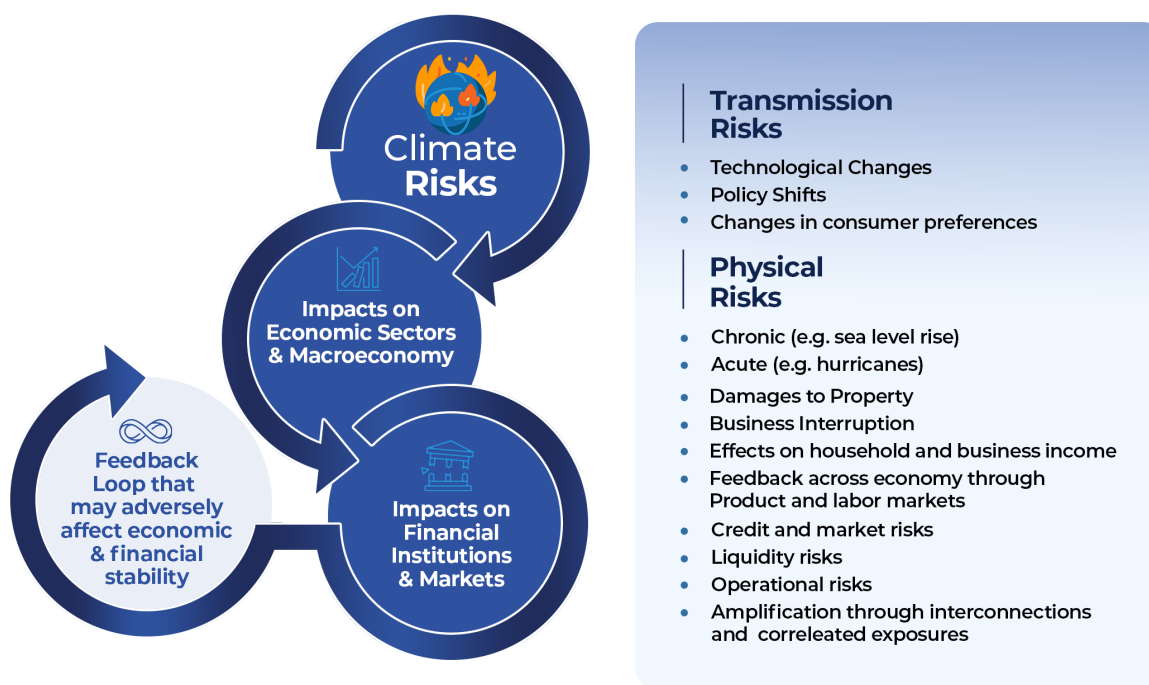 Climate
Risks
Impacts on
Economic Sectors
& Macroeconomy
Impacts on
Financial
Institutions
& Markets
Feedback
Loop that
may adversely
affect economic
& financial
stability
Transmission
Risks
• Technological Changes
• Policy Shifts
• Changes in consumer preferences
Physical
Risks
• Chronic (e.g. sea level rise)
• Acute (e.g. hurricanes)
• Damages to Property
• Business Interruption
• Effects on household and business income
• Feedback across economy through
Product and labor markets
• Credit and market risks
• Liquidity risks
• Operational risks
• Amplification through interconnections
and correleated exposures